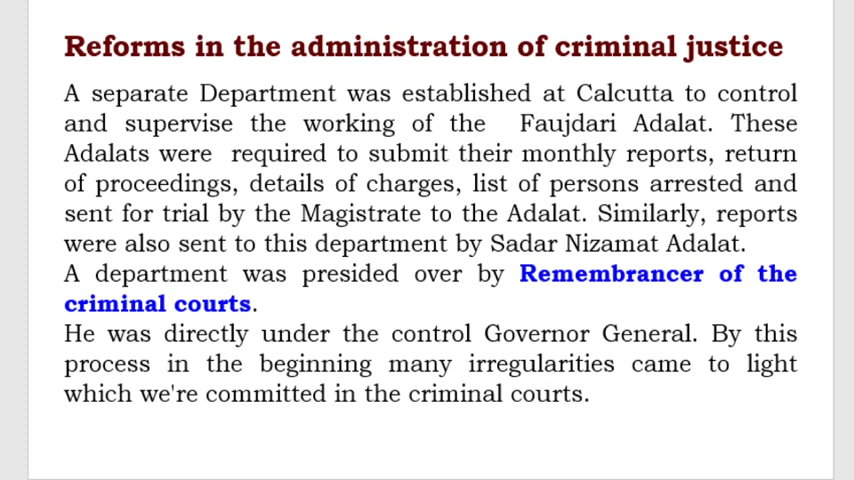 Reforms in the administration of criminal justice
A separate Department was established at Calcutta to control
and supervise the working of the Faujdari Adalat. These
Adalats were required to submit their monthly reports, return
of proceedings, details of charges, list of persons arrested and
sent for trial by the Magistrate to the Adalat. Similarly, reports
were also sent to this department by Sadar Nizamat Adalat.
A department was presided over by Remembrancer of the
criminal courts.
He was directly under the control Governor General. By this
process in the beginning many irregularities came to light
which we're committed in the criminal courts.